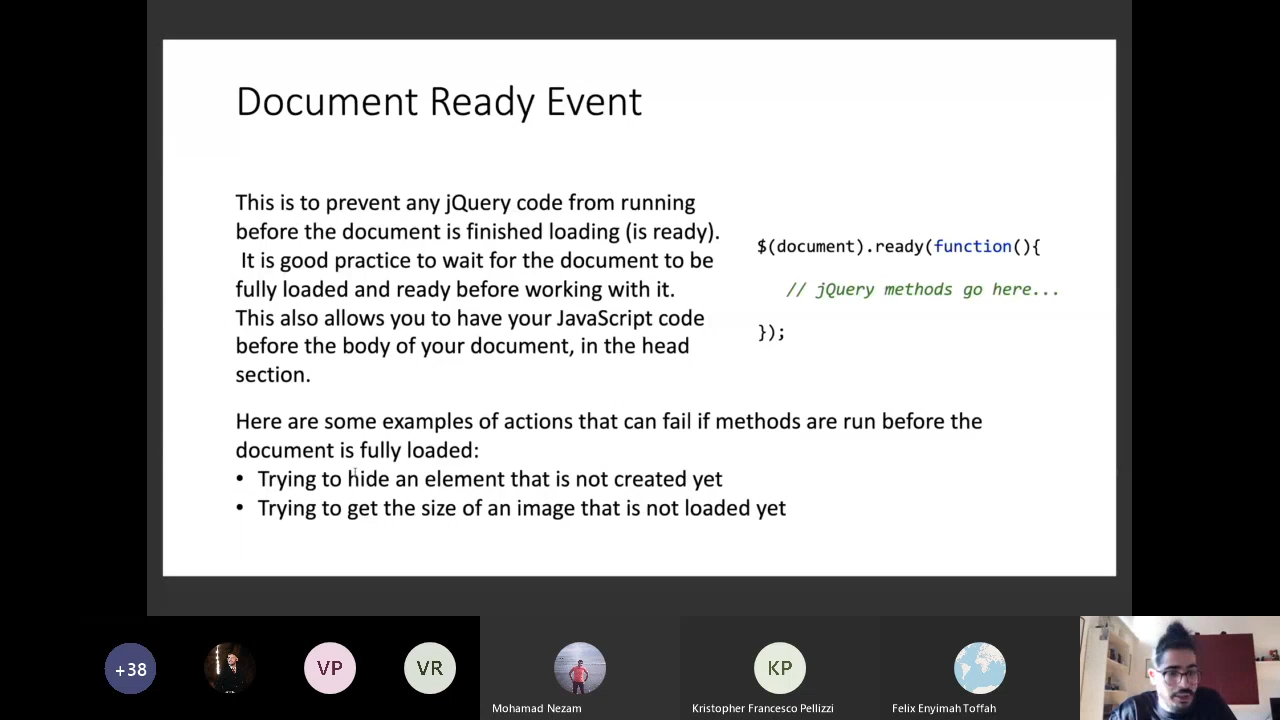 Document Ready Event
This is to prevent any jQuery code from running
before the document is finished loading (is ready).
It is good practice to wait for the document to be
fully loaded and ready before working with it.
This also allows you to have your JavaScript code
before the body of your document, in the head
section.
$(document).ready(function(){
// jQuery methods go here...
});
Here are some examples of actions that can fail if methods are run before the
document is fully loaded:
• Trying to hide an element that is not created yet
• Trying to get the size of an image that is not loaded yet
+38
VP
VR
KP
Mohamad Nezam
Kristopher Francesco Pellizzi
Felix Enyimah Toffah